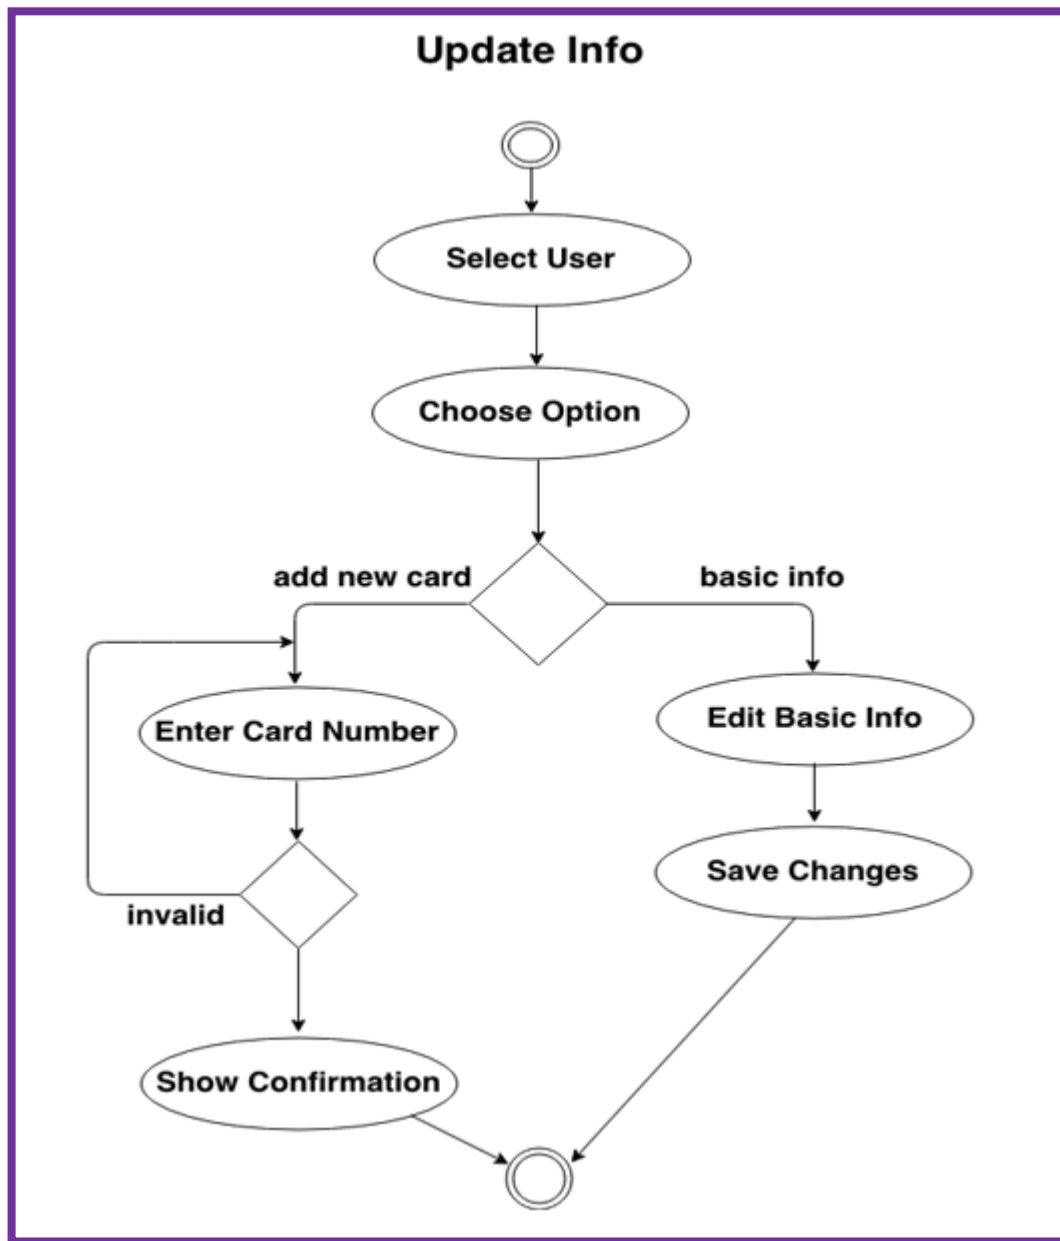 Update Info
Select User
Choose Option
add new card
basic info
Enter Card Number
Edit Basic Info
Save Changes
invalid
Show Confirmation